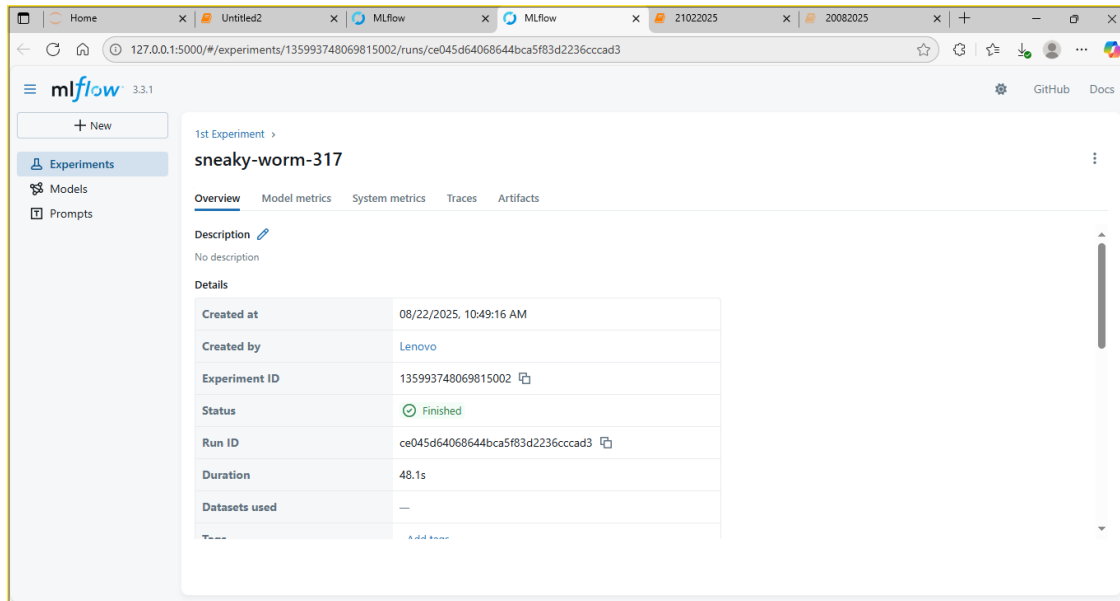 Home
Untitled2
MLflow
MLflow
21022025
20082025
127.0.0.1:5000/#/experiments/135993748069815002/runs/ce045d64068644bca5f83d2236cccad3
mlflow 3.3.1
GitHub
Docs
+ New
Experiments
Models
Prompts
1st Experiment >
sneaky-worm-317
Overview Model metrics System metrics Traces Artifacts
Description
No description
Details
Created at 08/22/2025, 10:49:16 AM
Created by Lenovo
Experiment ID 135993748069815002
Status Finished
Run ID ce045d64068644bca5f83d2236cccad3
Duration 48.1s
Datasets used —
Tags Add tags